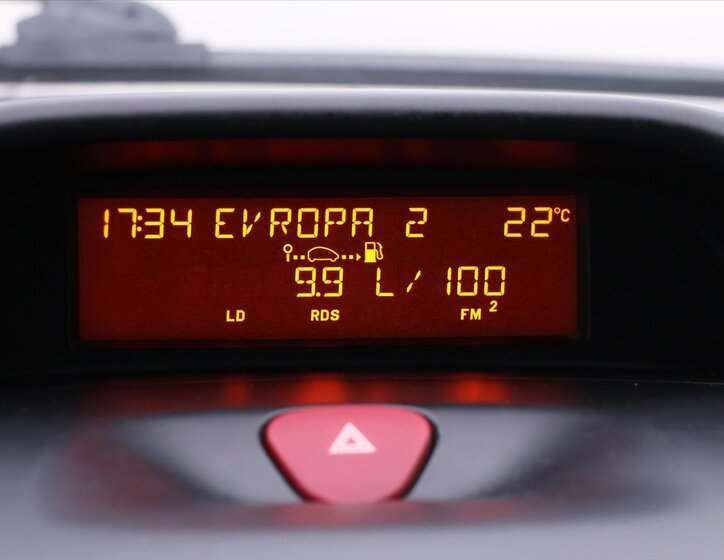 17:34 EVROPA 2 22°C
9.9 L/100
LD RDS FM 2